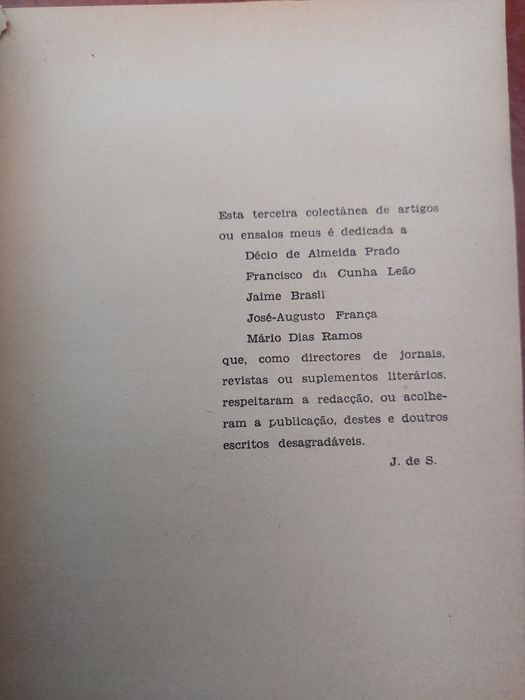 Esta terceira colectânea de artigos
ou ensaios meus é dedicada a
Décio de Almeida Prado
Francisco da Cunha Leão
Jaime Brasil
José-Augusto França
Mário Dias Ramos
que, como directores de jornais,
revistas ou suplementos literários,
respeitaram a redacção, ou acolhe-
ram a publicação, destes e doutros
escritos desagradáveis.
J. de S.